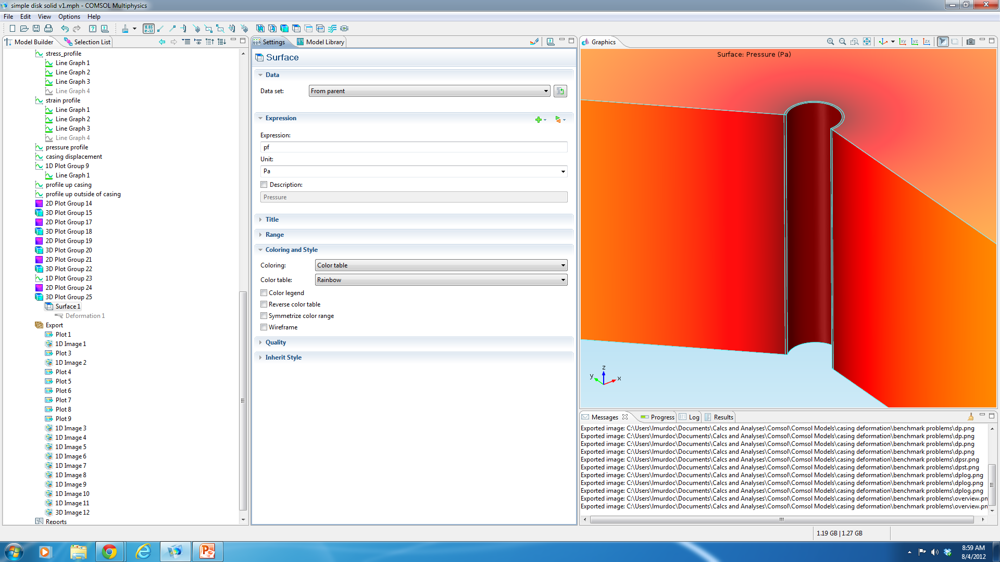 simple disk solid v1.mph - COMSOL Multiphysics
File Edit View Options Help
8.85
e-12
Model Builder
Selection List
stress_profile
Line Graph 1
Line Graph 2
Line Graph 3
Line Graph 4
strain profile
Line Graph 1
Line Graph 2
Line Graph 3
Line Graph 4
pressure profile
casing displacement
1D Plot Group 9
Line Graph 1
profile up casing
profile up outside of casing
2D Plot Group 14
3D Plot Group 15
2D Plot Group 17
3D Plot Group 18
2D Plot Group 19
3D Plot Group 20
2D Plot Group 21
3D Plot Group 22
1D Plot Group 23
2D Plot Group 24
3D Plot Group 25
Surface 1
Deformation 1
Export
Plot 1
1D Image 1
Plot 3
1D Image 2
Plot 4
Plot 5
Plot 6
Plot 7
Plot 8
Plot 9
1D Image 3
1D Image 4
1D Image 5
1D Image 6
1D Image 7
1D Image 8
1D Image 9
1D Image 10
1D Image 11
3D Image 12
Reports
Settings
Model Library
Surface
Data
Data set: From parent
Expression
Expression:
pf
Unit:
Pa
Description:
Pressure
Title
Range
Coloring and Style
Coloring: Color table
Color table: Rainbow
Color legend
Reverse color table
Symmetrize color range
Wireframe
Quality
Inherit Style
Graphics
xy yz zx
Surface: Pressure (Pa)
z
y
x
Messages
Progress
Log
Results
Exported image: C:\Users\lmurdoc\Documents\Calcs and Analyses\Comsol\Comsol Models\casing deformation\benchmark problems\dp.png
Exported image: C:\Users\lmurdoc\Documents\Calcs and Analyses\Comsol\Comsol Models\casing deformation\benchmark problems\dp.png
Exported image: C:\Users\lmurdoc\Documents\Calcs and Analyses\Comsol\Comsol Models\casing deformation\benchmark problems\dp.png
Exported image: C:\Users\lmurdoc\Documents\Calcs and Analyses\Comsol\Comsol Models\casing deformation\benchmark problems\dp.png
Exported image: C:\Users\lmurdoc\Documents\Calcs and Analyses\Comsol\Comsol Models\casing deformation\benchmark problems\dpsr.png
Exported image: C:\Users\lmurdoc\Documents\Calcs and Analyses\Comsol\Comsol Models\casing deformation\benchmark problems\dpst.png
Exported image: C:\Users\lmurdoc\Documents\Calcs and Analyses\Comsol\Comsol Models\casing deformation\benchmark problems\dplog.png
Exported image: C:\Users\lmurdoc\Documents\Calcs and Analyses\Comsol\Comsol Models\casing deformation\benchmark problems\dplog.png
Exported image: C:\Users\lmurdoc\Documents\Calcs and Analyses\Comsol\Comsol Models\casing deformation\benchmark problems\dplog.png
Exported image: C:\Users\lmurdoc\Documents\Calcs and Analyses\Comsol\Comsol Models\casing deformation\benchmark problems\overview.pn
Exported image: C:\Users\lmurdoc\Documents\Calcs and Analyses\Comsol\Comsol Models\casing deformation\benchmark problems\overview.pn
1.19 GB | 1.27 GB
8:59 AM
8/4/2012